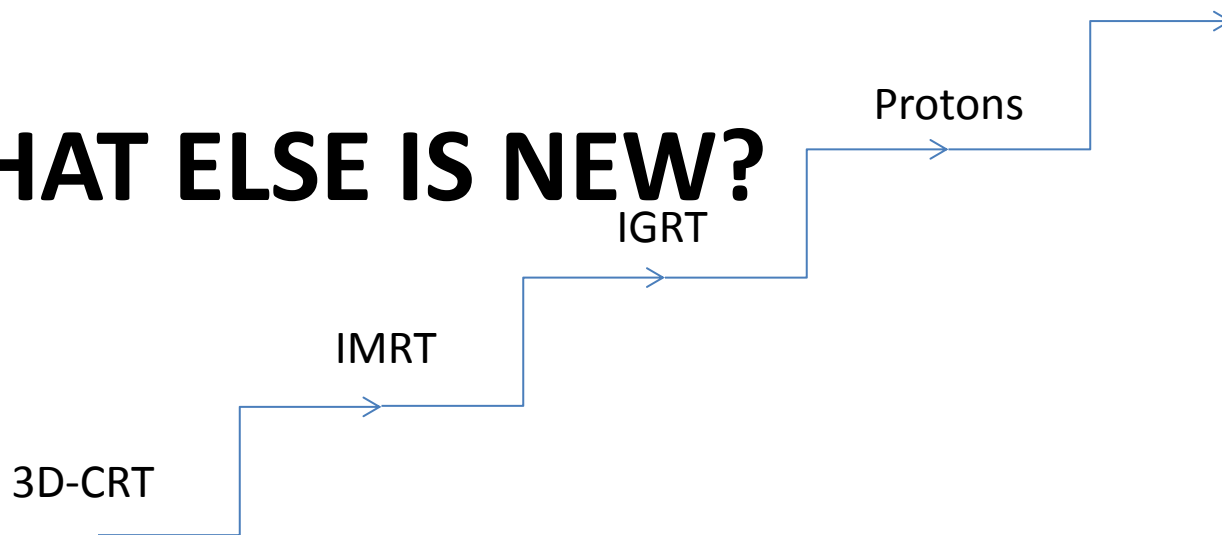 Protons
HAT ELSE IS NEW?
IGRT
IMRT
3D-CRT